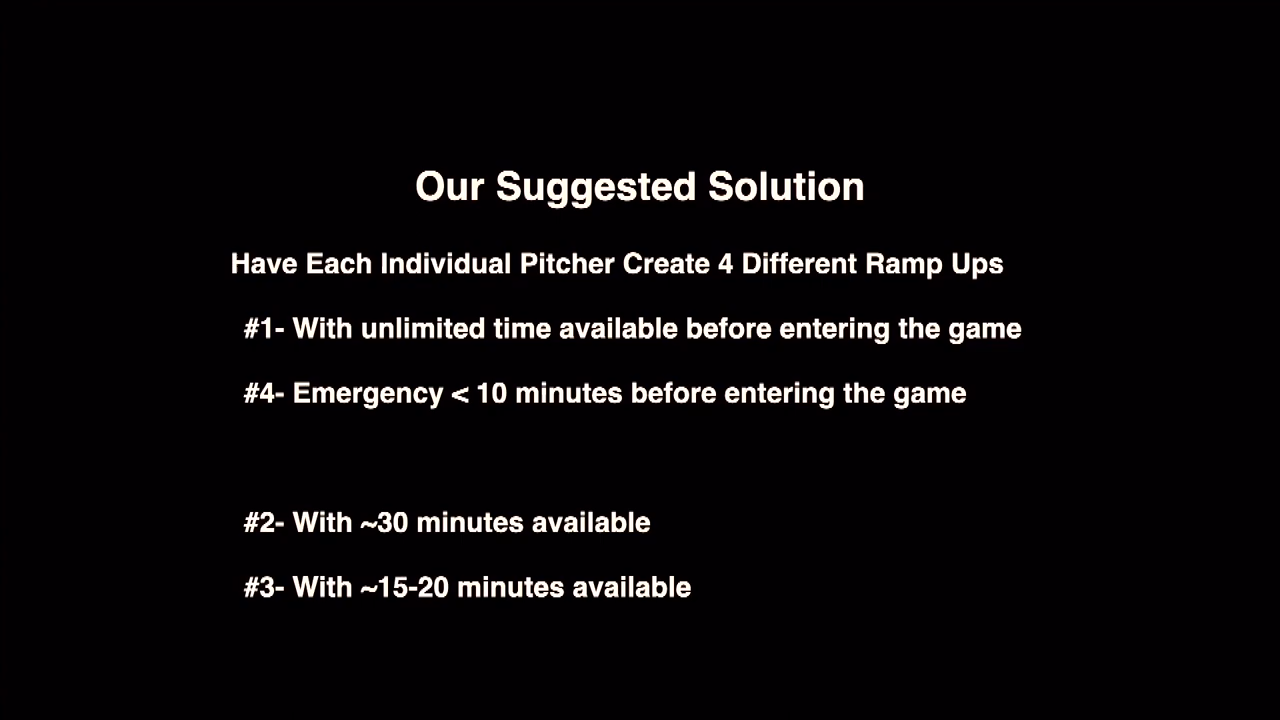 Our Suggested Solution
Have Each Individual Pitcher Create 4 Different Ramp Ups
#1- With unlimited time available before entering the game
#4- Emergency < 10 minutes before entering the game
#2- With ~30 minutes available
#3- With ~15-20 minutes available